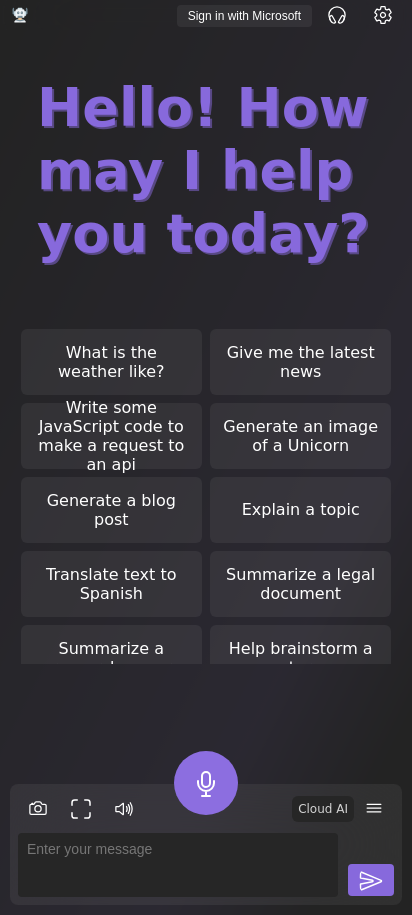 Sign in with Microsoft
Hello! How
may I help
you today?
What is the
weather like?
Give me the latest
news
Write some
JavaScript code to
make a request to
an api
Generate an image
of a Unicorn
Generate a blog
post
Explain a topic
Translate text to
Spanish
Summarize a legal
document
Summarize a
Help brainstorm a
Cloud AI
Enter your message